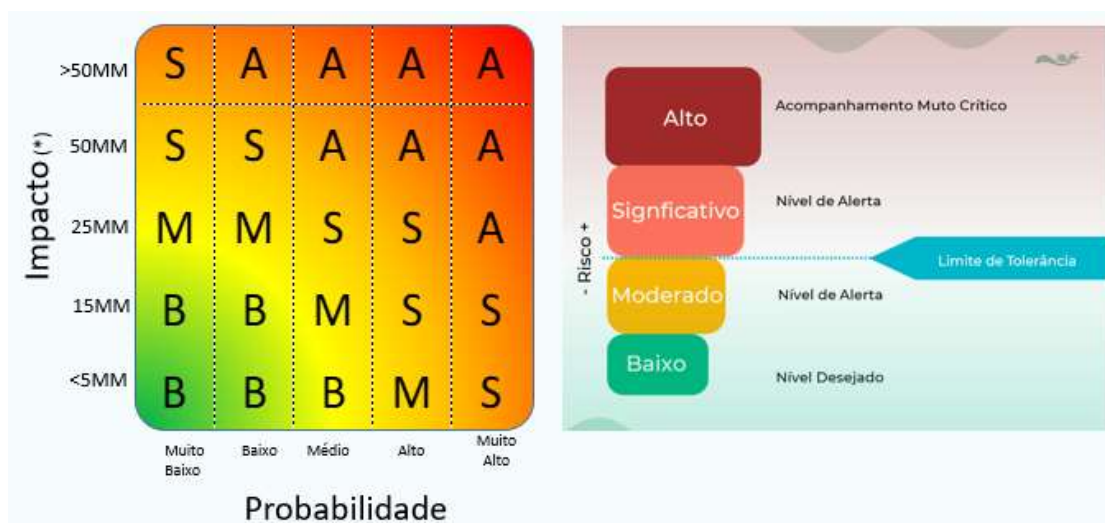 >50MM S A A A A
50MM S S A A A
25MM M M S S A
15MM B B M S S
<5MM B B B M S
Impacto (*)
Muito Baixo
Baixo
Médio
Alto
Muito Alto
Probabilidade
- Risco +
Alto
Acompanhamento Muto Crítico
Signficativo
Nível de Alerta
Limite de Tolerância
Moderado
Nível de Alerta
Baixo
Nível Desejado